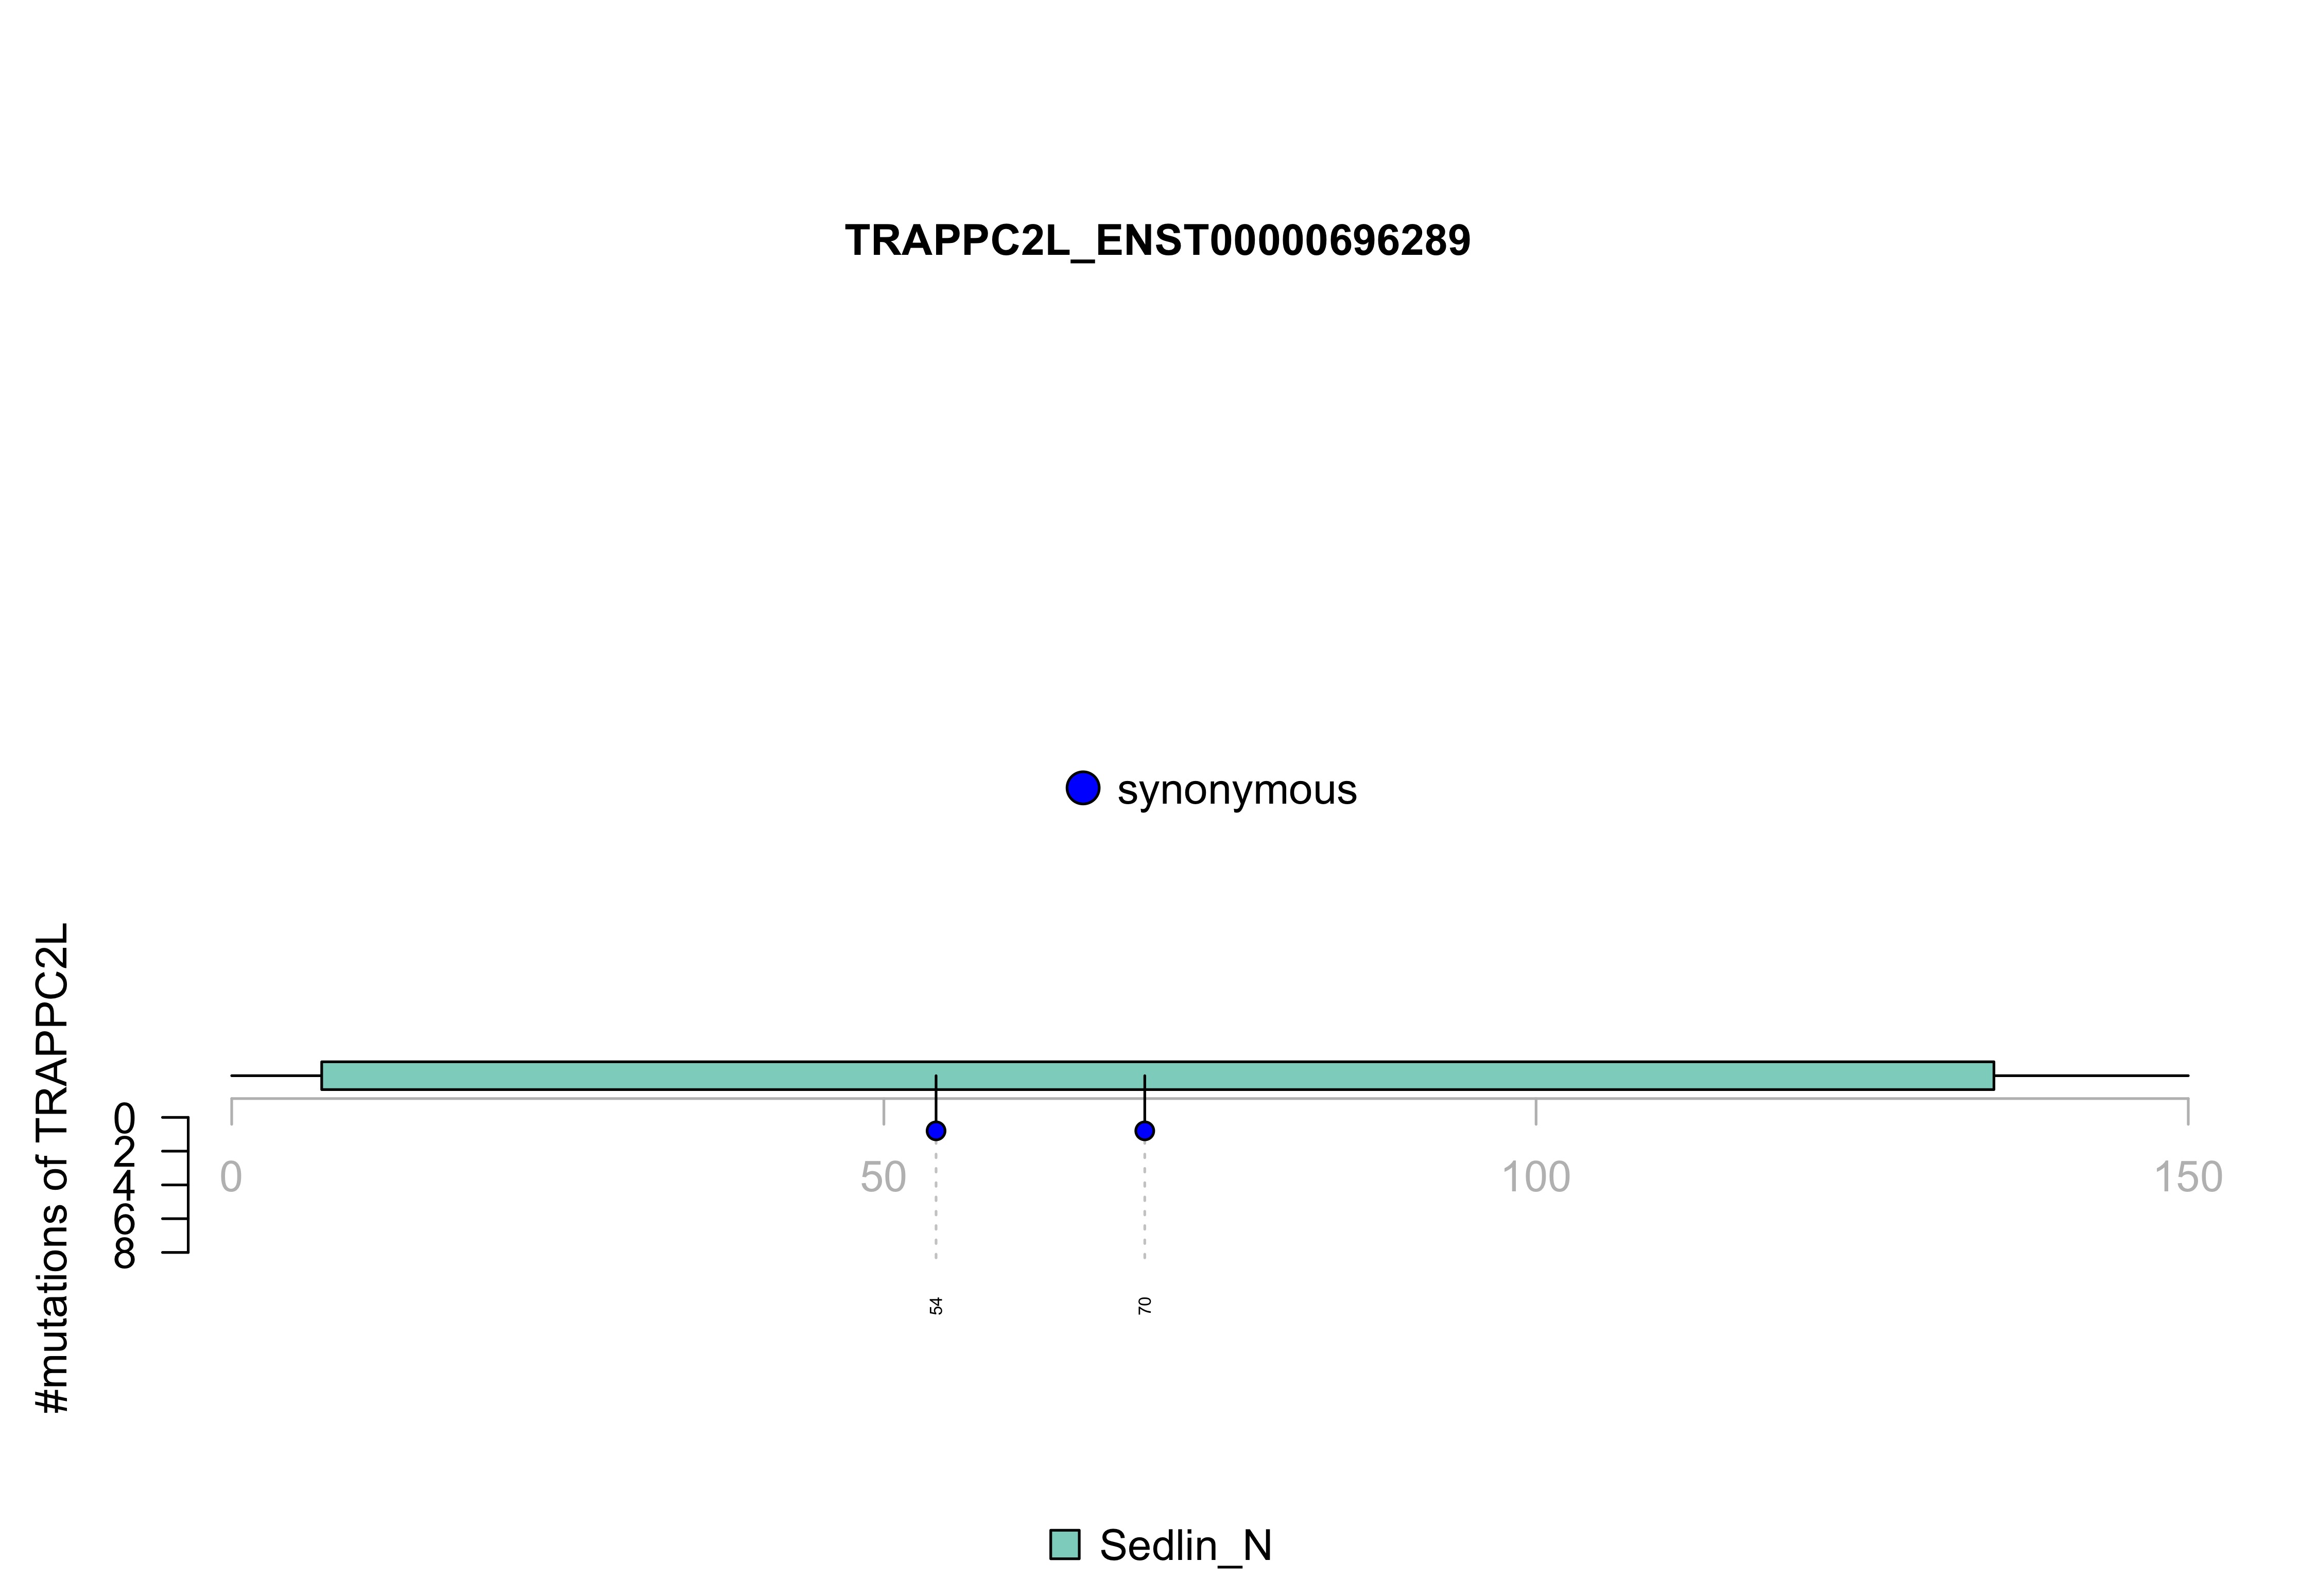 TRAPPC2L_ENST00000696289
synonymous
#mutations of TRAPPC2L
0
2
4
6
8
0
50
100
150
54
70
Sedlin_N